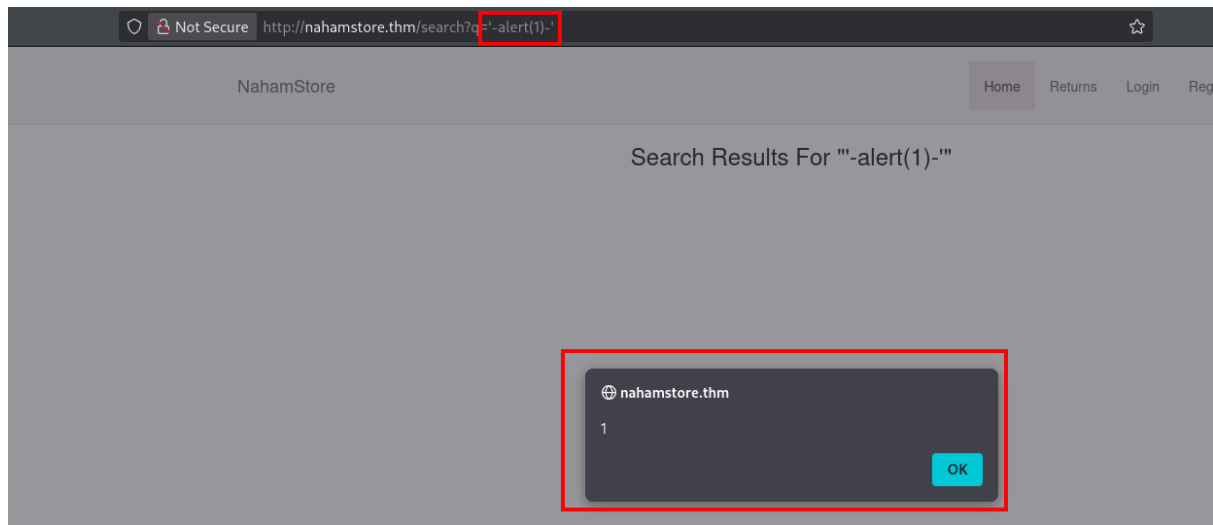 Not Secure http://nahamstore.thm/search?q='-alert(1)-'
NahamStore Home Returns Login Reg
Search Results For "'-alert(1)-'"
nahamstore.thm
1
OK